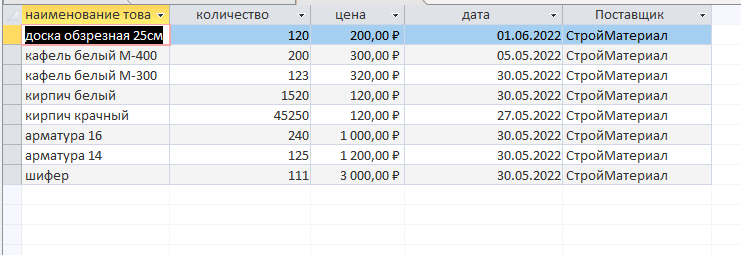 наименование това количество цена дата Поставщик
доска обзрезная 25см 120 200,00 ₽ 01.06.2022 СтройМатериал
кафель белый М-400 200 300,00 ₽ 05.05.2022 СтройМатериал
кафель белый М-300 123 320,00 ₽ 30.05.2022 СтройМатериал
кирпич белый 1520 120,00 ₽ 30.05.2022 СтройМатериал
кирпич крачный 45250 120,00 ₽ 27.05.2022 СтройМатериал
арматура 16 240 1 000,00 ₽ 30.05.2022 СтройМатериал
арматура 14 125 1 200,00 ₽ 30.05.2022 СтройМатериал
шифер 111 3 000,00 ₽ 30.05.2022 СтройМатериал